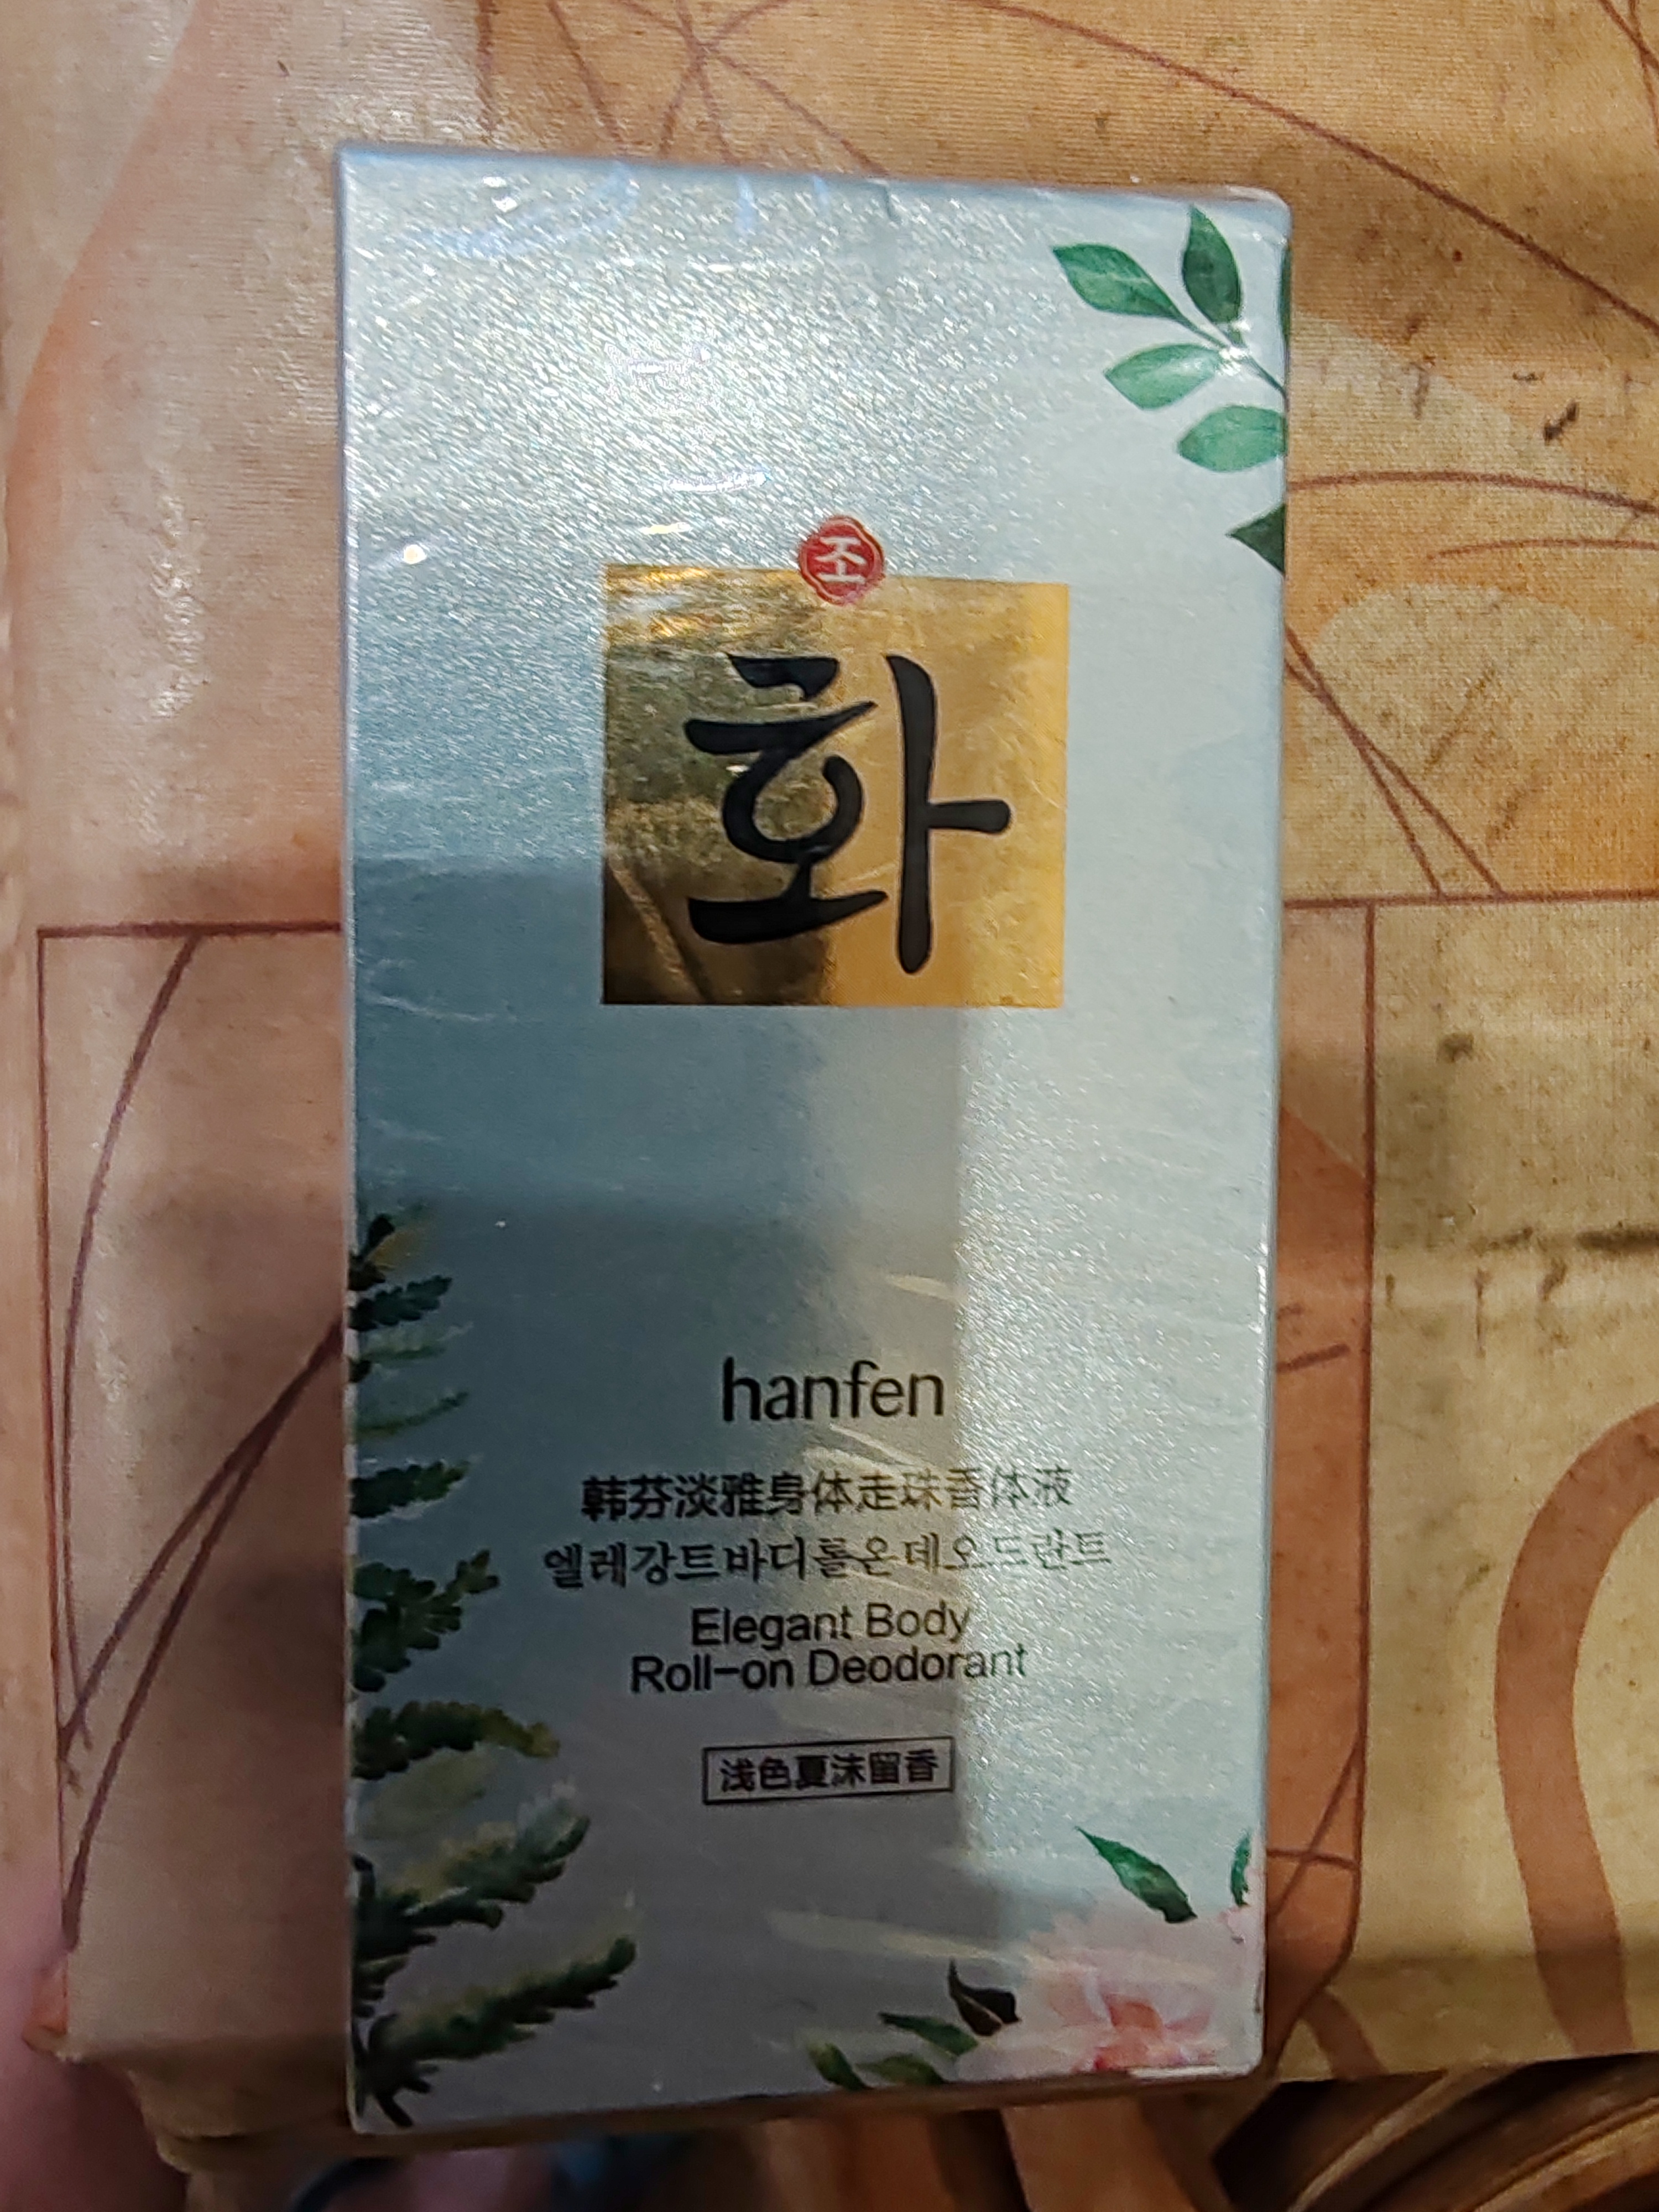 조
화
hanfen
韩芬淡雅身体走珠香体液
엘레강트바디롤온데오드란트
Elegant Body
Roll-on Deodorant
浅色夏沫留香